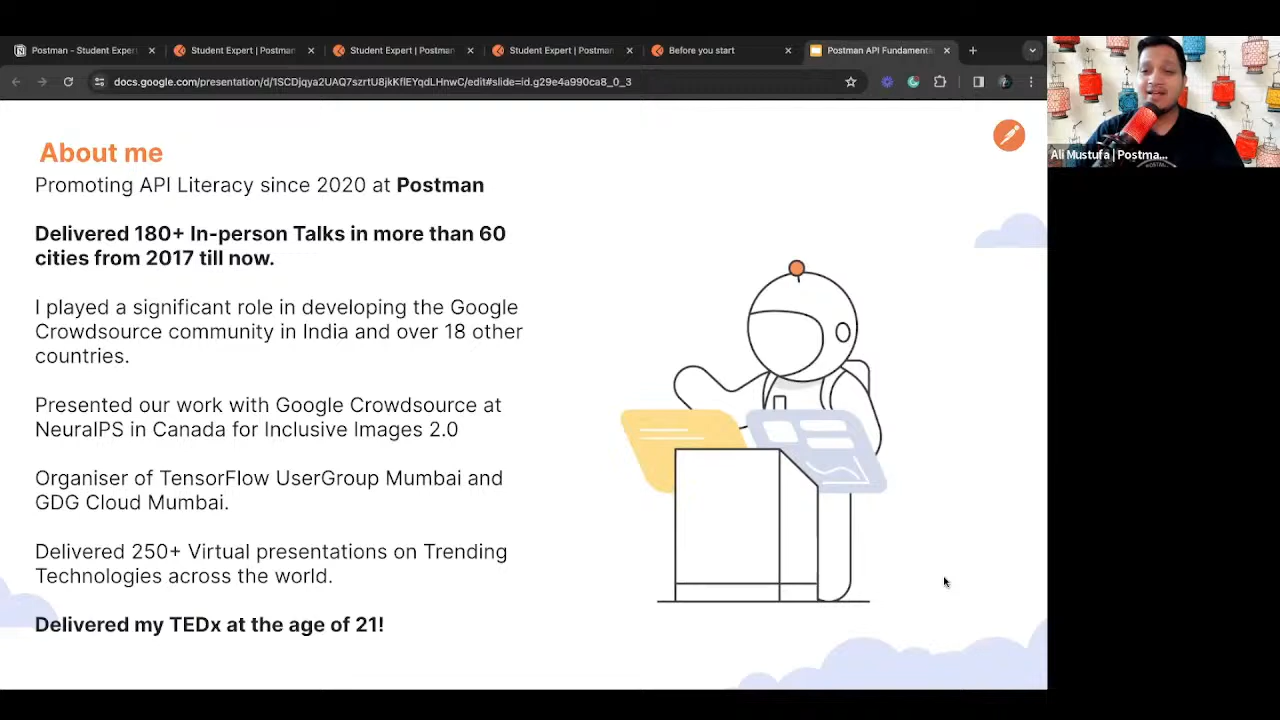 Postman - Student Exper
Student Expert | Postman
Student Expert | Postman
Student Expert | Postman
Before you start
Postman API Fundament
docs.google.com/presentation/d/1SCDjqya2UAQ7szrtU8jkKflEYqdLHnyC/edit#slide=id.g29e4a990ca8_0_3
About me
Promoting API Literacy since 2020 at Postman
Delivered 180+ In-person Talks in more than 60
cities from 2017 till now.
I played a significant role in developing the Google
Crowdsource community in India and over 18 other
countries.
Presented our work with Google Crowdsource at
NeuralPS in Canada for Inclusive Images 2.0
Organiser of TensorFlow UserGroup Mumbai and
GDG Cloud Mumbai.
Delivered 250+ Virtual presentations on Trending
Technologies across the world.
Delivered my TEDx at the age of 21!
Ali Mustufa | Postma...